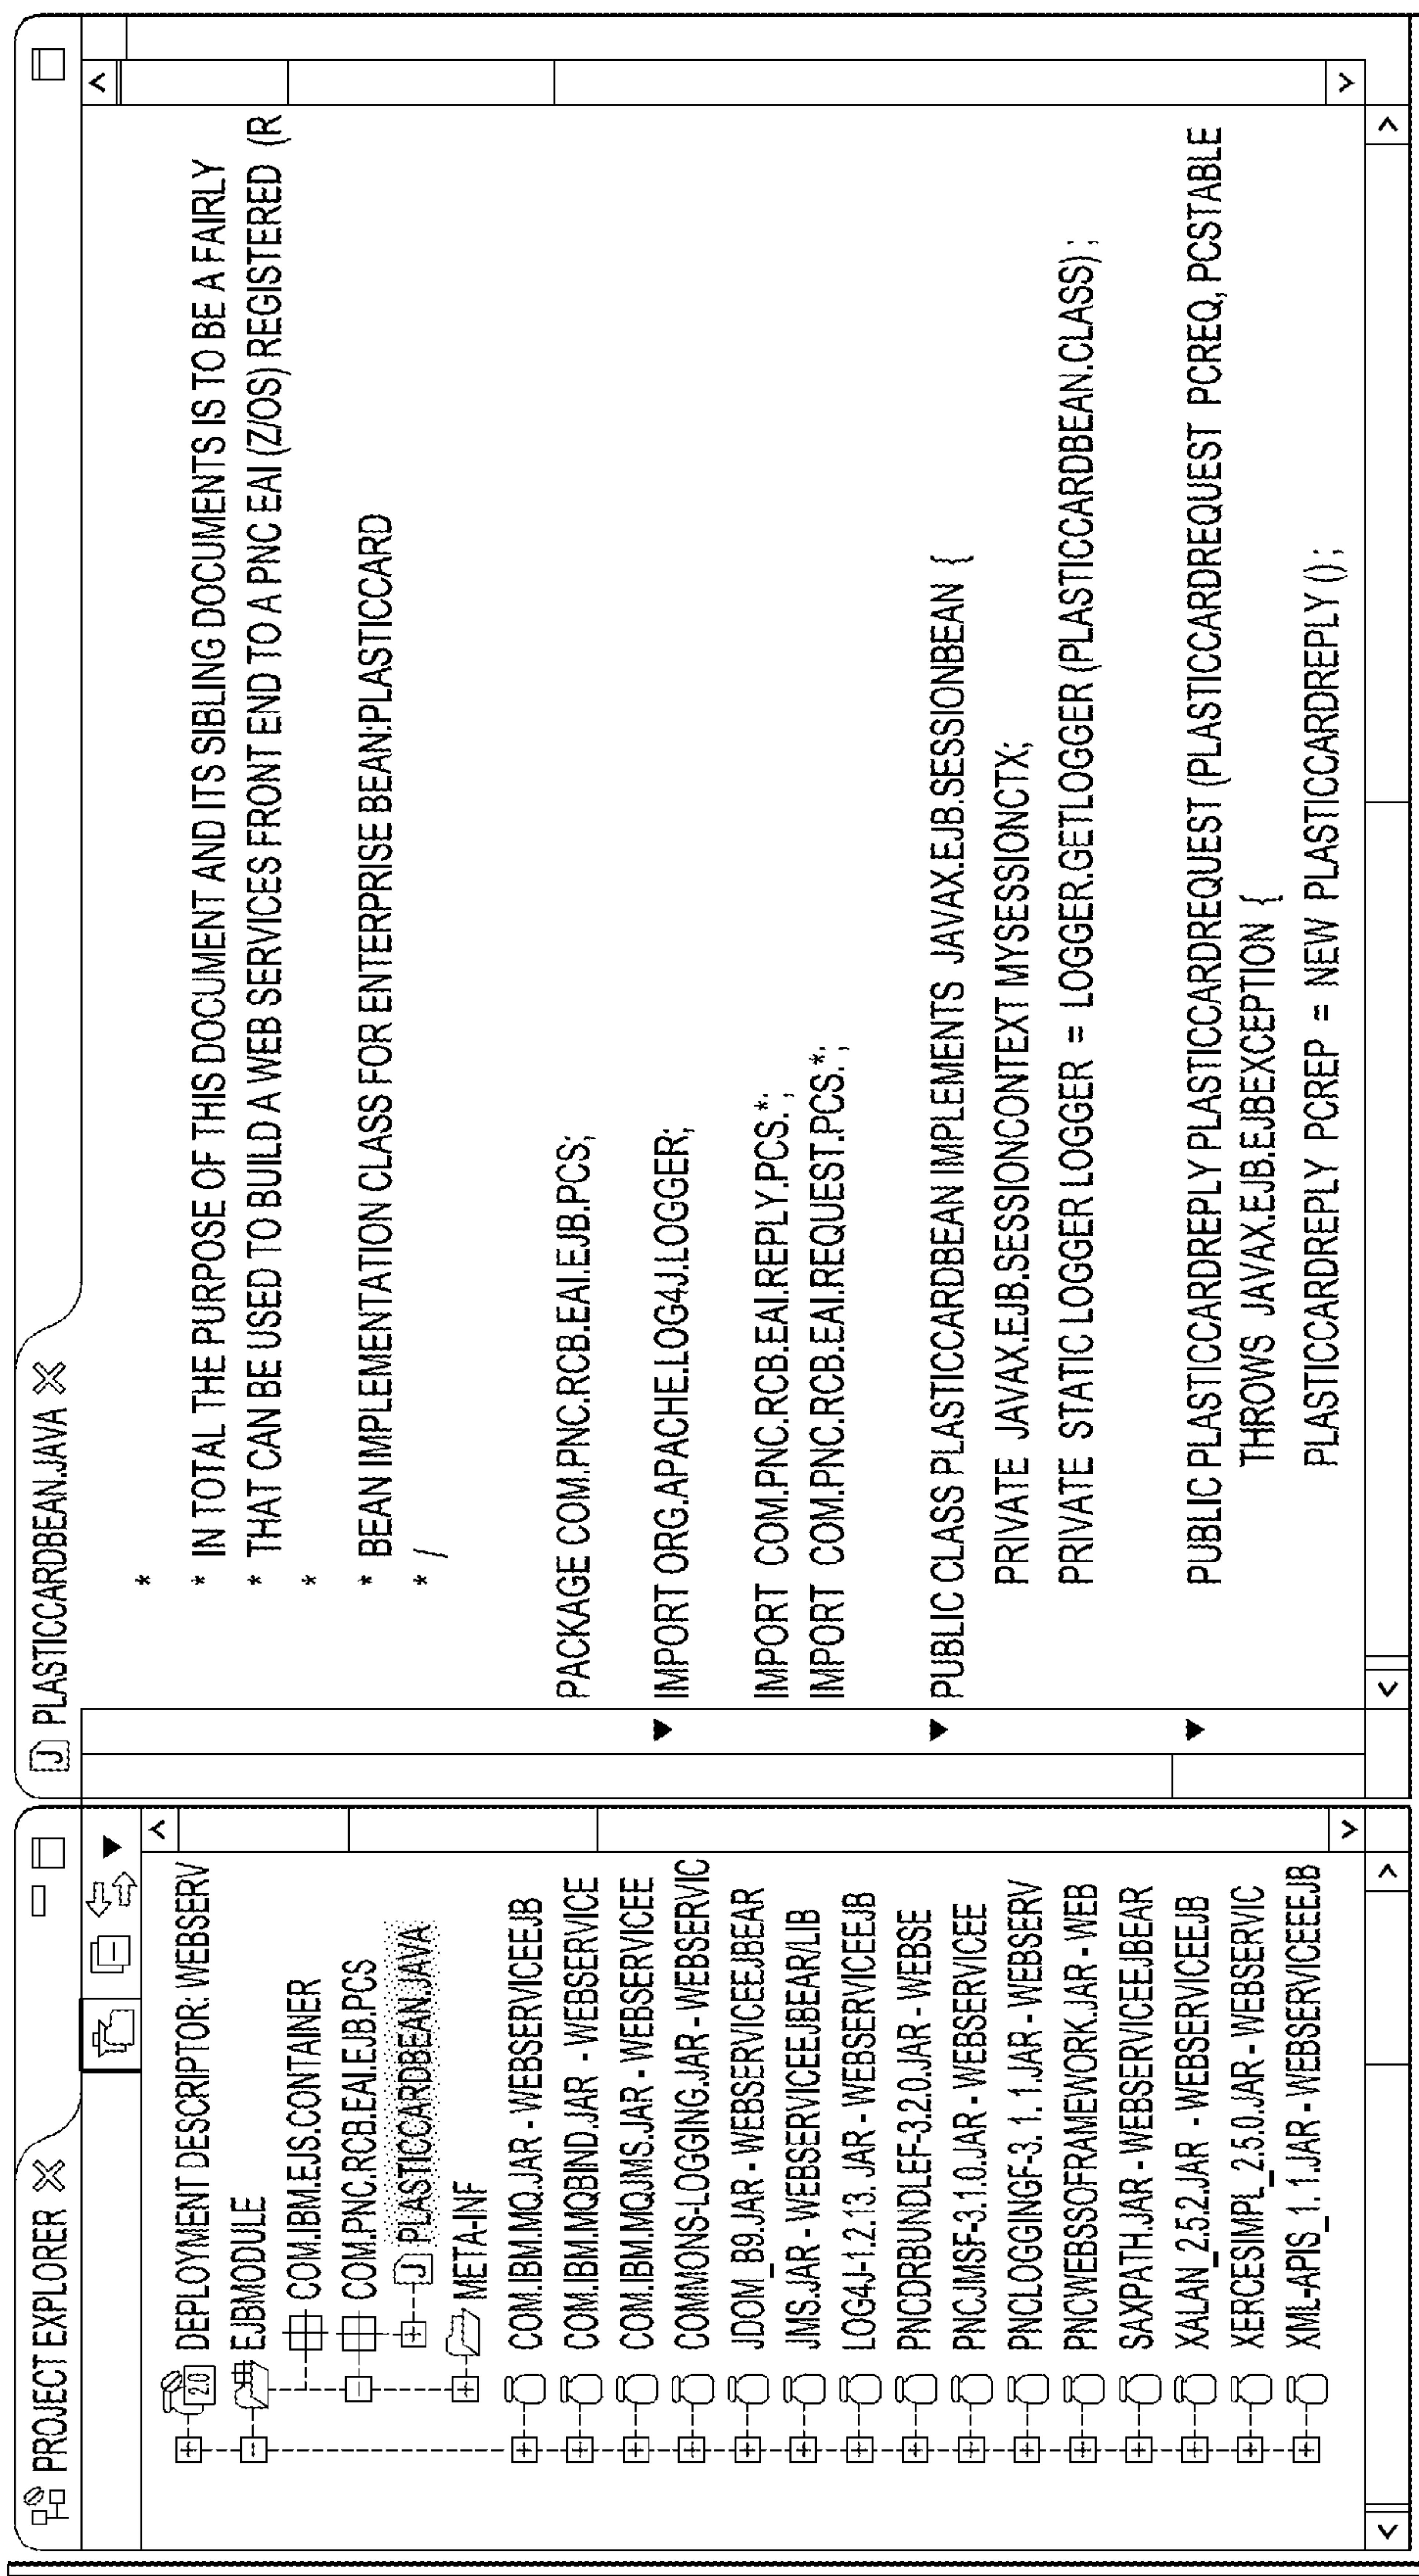 PROJECT EXPLORER
DEPLOYMENT DESCRIPTOR: WEBSERV
2.0
EJBMODULE
COM.IBM.EJS.CONTAINER
COM.PNC.RCB.EAI.EJB.PCS
J PLASTICCARDBEAN.JAVA
META-INF
COM.IBM.MQ.JAR - WEBSERVICEEJB
COM.IBM.MQBIND.JAR - WEBSERVICE
COM.IBM.MQJMS.JAR - WEBSERVICEE
COMMONS-LOGGING.JAR - WEBSERVIC
JDOM_B9.JAR - WEBSERVICEEJBEAR
JMS.JAR - WEBSERVICEEJBEAR/LIB
LOG4J-1.2.13. JAR - WEBSERVICEEJB
PNCDRBUNDLEF-3.2.0.JAR - WEBSE
PNCJMSF-3.1.0.JAR - WEBSERVICEE
PNCLOGGINGF-3. 1. 1.JAR - WEBSERV
PNCWEBSSOFRAMEWORK.JAR - WEB
SAXPATH.JAR - WEBSERVICEEJBEAR
XALAN_2.5.2.JAR - WEBSERVICEEJB
XERCESIMPL_2.5.0.JAR - WEBSERVIC
XML-APIS_1. 1.JAR - WEBSERVICEEEJB
J PLASTICCARDBEAN.JAVA
*
* IN TOTAL THE PURPOSE OF THIS DOCUMENT AND ITS SIBLING DOCUMENTS IS TO BE A FAIRLY
* THAT CAN BE USED TO BUILD A WEB SERVICES FRONT END TO A PNC EAI (Z/OS) REGISTERED (R
*
* BEAN IMPLEMENTATION CLASS FOR ENTERPRISE BEAN:PLASTICCARD
* /
PACKAGE COM.PNC.RCB.EAI.EJB.PCS;
IMPORT ORG.APACHE.LOG4J.LOGGER;
IMPORT COM.PNC.RCB.EAI.REPLY.PCS.*;
IMPORT COM.PNC.RCB.EAI.REQUEST.PCS.*;
PUBLIC CLASS PLASTICCARDBEAN IMPLEMENTS JAVAX.EJB.SESSIONBEAN {
PRIVATE JAVAX.EJB.SESSIONCONTEXT MYSESSIONCTX;
PRIVATE STATIC LOGGER LOGGER = LOGGER.GETLOGGER (PLASTICCARDBEAN.CLASS) ;
PUBLIC PLASTICCARDREPLY PLASTICCARDREQUEST (PLASTICCARDREQUEST PCREQ, PCSTABLE
THROWS JAVAX.EJB.EJBEXCEPTION {
PLASTICCARDREPLY PCREP = NEW PLASTICCARDREPLY () ;